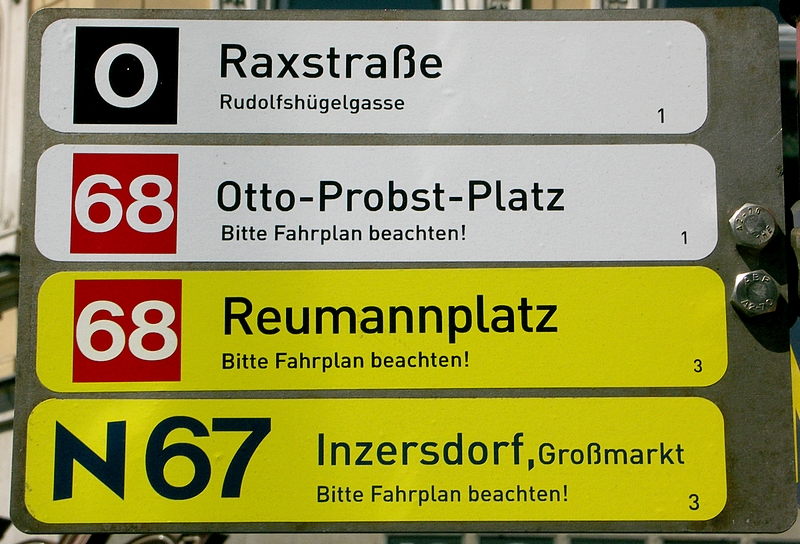 O
Raxstraße
Rudolfshügelgasse
1
68
Otto-Probst-Platz
Bitte Fahrplan beachten!
1
68
Reumannplatz
Bitte Fahrplan beachten!
3
N67
Inzersdorf,Großmarkt
Bitte Fahrplan beachten!
3